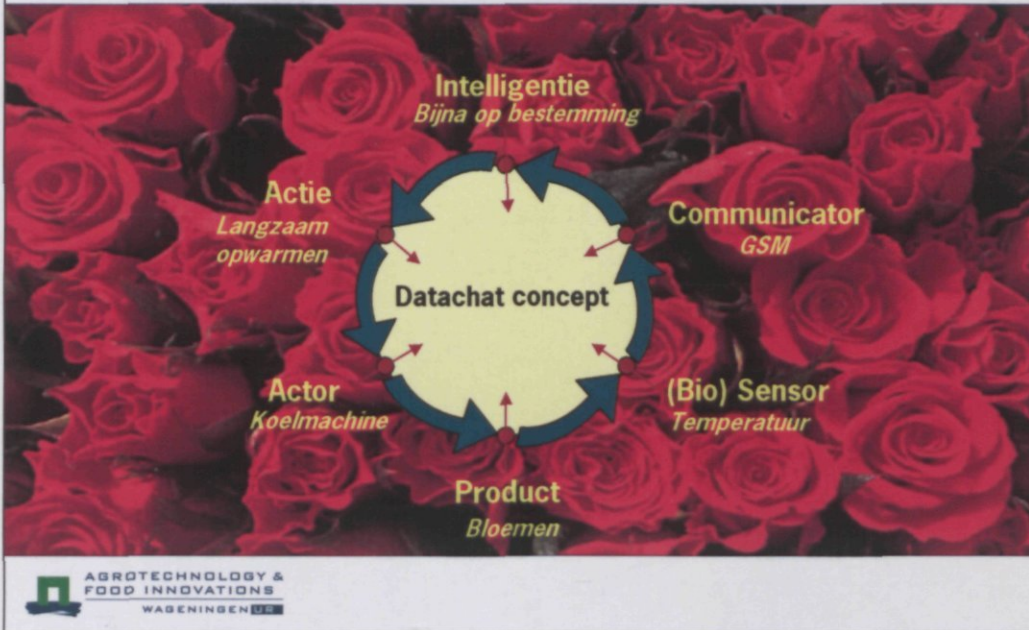 Intelligentie
Bijna op bestemming
Actie
Langzaam
opwarmen
Communicator
GSM
Datachat concept
Actor
Koelmachine
(Bio) Sensor
Temperatuur
Product
Bloemen
AGROTECHNOLOGY &
FOOD INNOVATIONS
WAGENINGEN UR